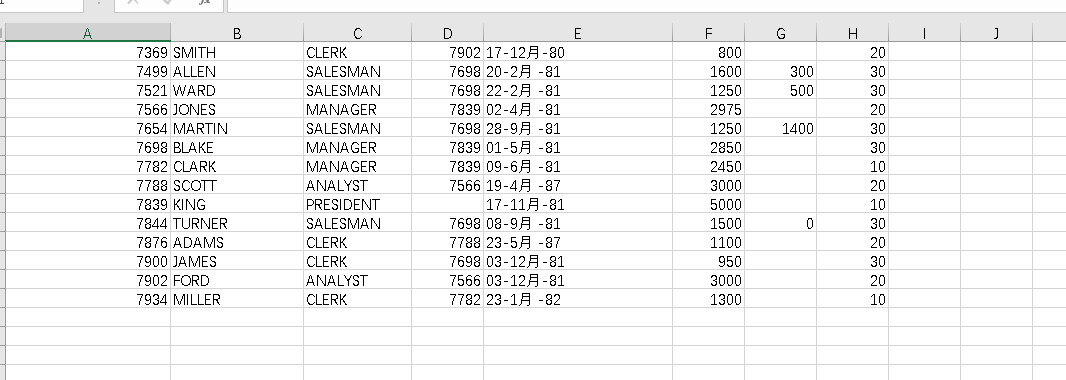 A B C D E F G H I J
7369 SMITH CLERK 7902 17-12月-80 800 20
7499 ALLEN SALESMAN 7698 20-2月 -81 1600 300 30
7521 WARD SALESMAN 7698 22-2月 -81 1250 500 30
7566 JONES MANAGER 7839 02-4月 -81 2975 20
7654 MARTIN SALESMAN 7698 28-9月 -81 1250 1400 30
7698 BLAKE MANAGER 7839 01-5月 -81 2850 30
7782 CLARK MANAGER 7839 09-6月 -81 2450 10
7788 SCOTT ANALYST 7566 19-4月 -87 3000 20
7839 KING PRESIDENT 17-11月-81 5000 10
7844 TURNER SALESMAN 7698 08-9月 -81 1500 0 30
7876 ADAMS CLERK 7788 23-5月 -87 1100 20
7900 JAMES CLERK 7698 03-12月-81 950 30
7902 FORD ANALYST 7566 03-12月-81 3000 20
7934 MILLER CLERK 7782 23-1月 -82 1300 10